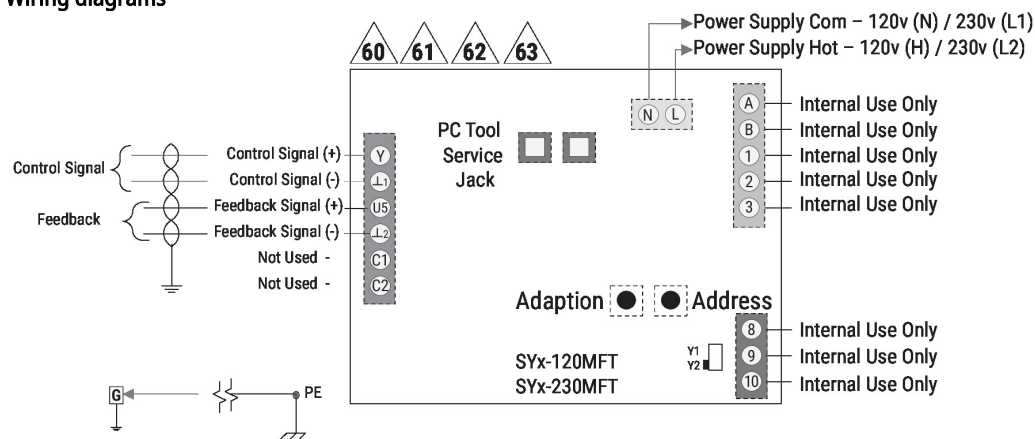 Wiring diagrams
Power Supply Com – 120v (N) / 230v (L1)
Power Supply Hot – 120v (H) / 230v (L2)
60 61 62 63
N L
A Internal Use Only
B Internal Use Only
1 Internal Use Only
2 Internal Use Only
3 Internal Use Only
PC Tool
Service
Jack
Control Signal
Feedback
Control Signal (+) Y
Control Signal (-) ⊥1
Feedback Signal (+) U5
Feedback Signal (-) ⊥2
Not Used - C1
Not Used - C2
Adaption Address
SYx-120MFT
SYx-230MFT
Y1
Y2
8 Internal Use Only
9 Internal Use Only
10 Internal Use Only
G PE